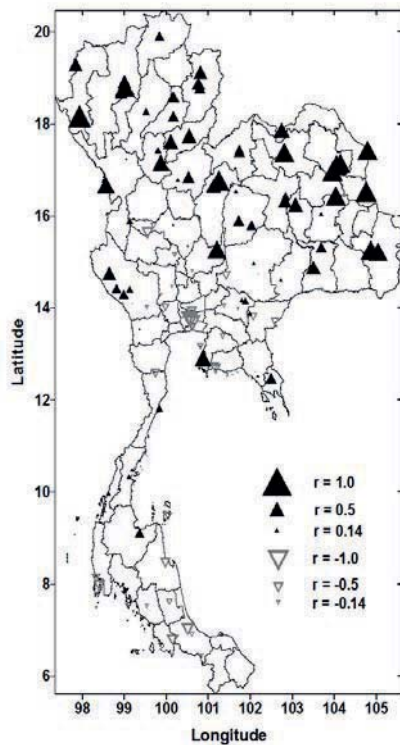 20
18
16
14
12
10
8
6
Latitude
r = 1.0
r = 0.5
r = 0.14
r = -1.0
r = -0.5
r = -0.14
98 99 100 101 102 103 104 105
Longitude